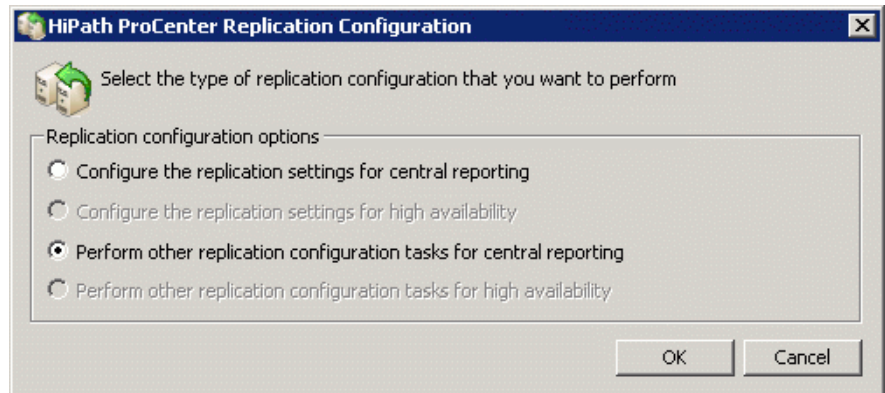 HiPath ProCenter Replication Configuration
Select the type of replication configuration that you want to perform
Replication configuration options
Configure the replication settings for central reporting
Configure the replication settings for high availability
Perform other replication configuration tasks for central reporting
Perform other replication configuration tasks for high availability
OK Cancel